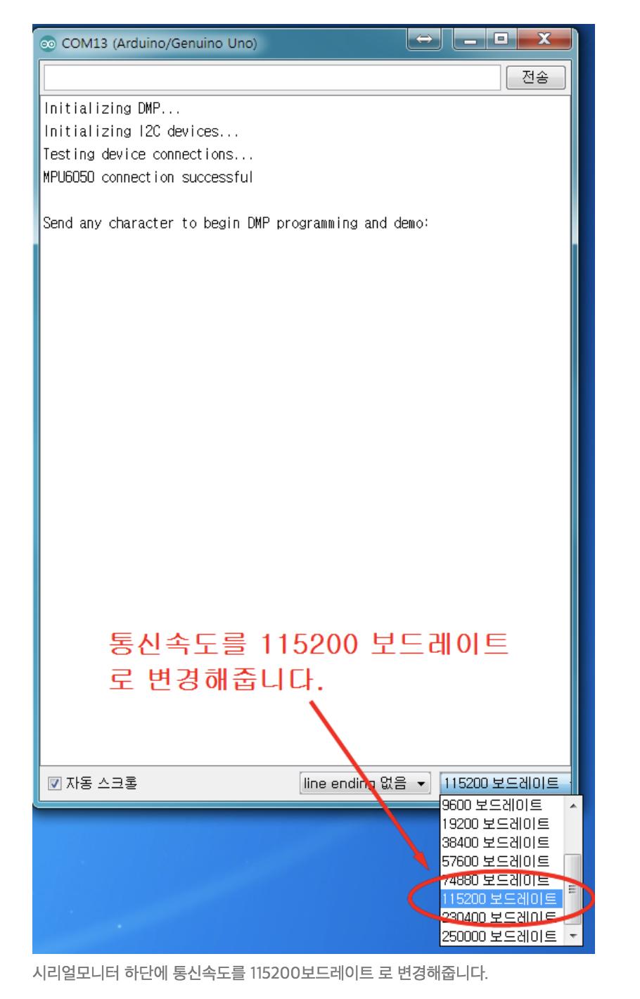 COM13 (Arduino/Genuino Uno)
전송
Initializing DMP...
Initializing I2C devices...
Testing device connections...
MPU6050 connection successful
Send any character to begin DMP programming and demo:
통신속도를 115200 보드레이트
로 변경해줍니다.
자동 스크롤
line ending 없음
115200 보드레이트
9600 보드레이트
19200 보드레이트
38400 보드레이트
57600 보드레이트
74880 보드레이트
115200 보드레이트
230400 보드레이트
250000 보드레이트
시리얼모니터 하단에 통신속도를 115200보드레이트 로 변경해줍니다.